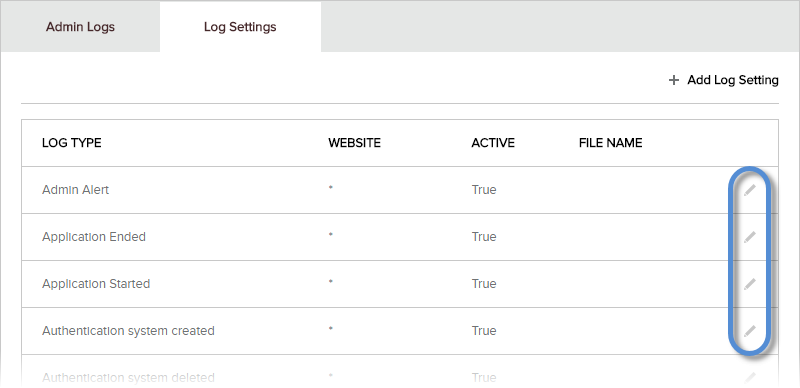 Admin Logs Log Settings
+ Add Log Setting
LOG TYPE WEBSITE ACTIVE FILE NAME
Admin Alert * True
Application Ended * True
Application Started * True
Authentication system created * True
Authentication system deleted * True